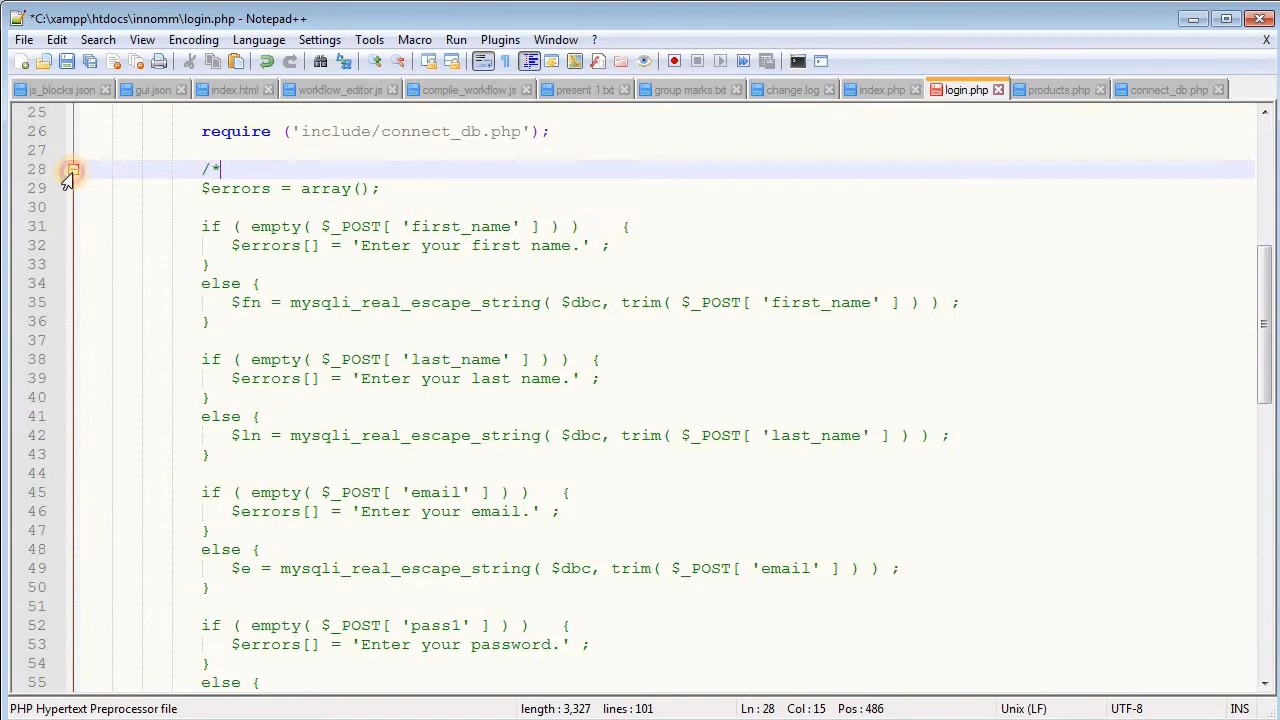 *C:\xampp\htdocs\innomm\login.php - Notepad++
File Edit Search View Encoding Language Settings Tools Macro Run Plugins Window ? X
js_blocks.json gui.json index.html workflow_editor.js compile_workflow.js present 1.txt group marks.txt change.log index.php login.php products.php connect_db.php
25
26 require ('include/connect_db.php');
27
28 /*
29 $errors = array();
30
31 if ( empty( $_POST[ 'first_name' ] ) ) {
32 $errors[] = 'Enter your first name.' ;
33 }
34 else {
35 $fn = mysqli_real_escape_string( $dbc, trim( $_POST[ 'first_name' ] ) ) ;
36 }
37
38 if ( empty( $_POST[ 'last_name' ] ) ) {
39 $errors[] = 'Enter your last name.' ;
40 }
41 else {
42 $ln = mysqli_real_escape_string( $dbc, trim( $_POST[ 'last_name' ] ) ) ;
43 }
44
45 if ( empty( $_POST[ 'email' ] ) ) {
46 $errors[] = 'Enter your email.' ;
47 }
48 else {
49 $e = mysqli_real_escape_string( $dbc, trim( $_POST[ 'email' ] ) ) ;
50 }
51
52 if ( empty( $_POST[ 'pass1' ] ) ) {
53 $errors[] = 'Enter your password.' ;
54 }
55 else {
PHP Hypertext Preprocessor file length : 3,327 lines : 101 Ln : 28 Col : 15 Pos : 486 Unix (LF) UTF-8 INS